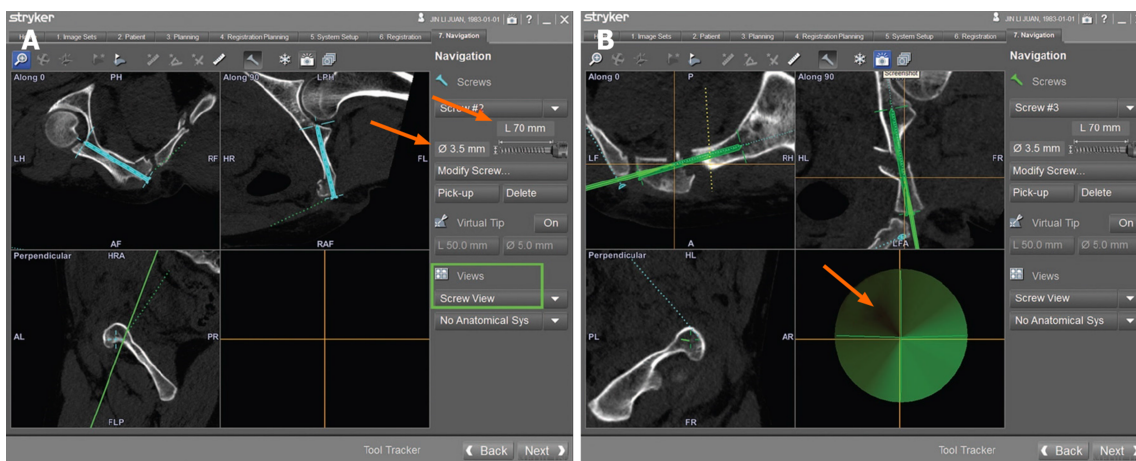 stryker
JIN LI JUAN, 1983-01-01 ? _ X
A
1. Image Sets 2. Patient 3. Planning 4. Registration Planning 5. System Setup 6. Registration 7. Navigation
Along 0 PH
LH RF
AF
Along 90 LRH
HR FL
RAF
Perpendicular HRA
AL PR
FLP
Navigation
Screws
Screw #2
L 70 mm
Ø 3.5 mm
Modify Screw...
Pick-up Delete
Virtual Tip On
L 50.0 mm Ø 5.0 mm
Views
Screw View
No Anatomical Sys
Tool Tracker Back Next
stryker
JIN LI JUAN, 1983-01-01 ? _ X
B
1. Image Sets 2. Patient 3. Planning 4. Registration Planning 5. System Setup 6. Registration 7. Navigation
Screenshot
Along 0 P
LF RH
A
Along 90
HL FR
LFA
Perpendicular HL
PL AR
FR
Navigation
Screws
Screw #3
L 70 mm
Ø 3.5 mm
Modify Screw...
Pick-up Delete
Virtual Tip On
L 50.0 mm Ø 5.0 mm
Views
Screw View
No Anatomical Sys
Tool Tracker Back Next